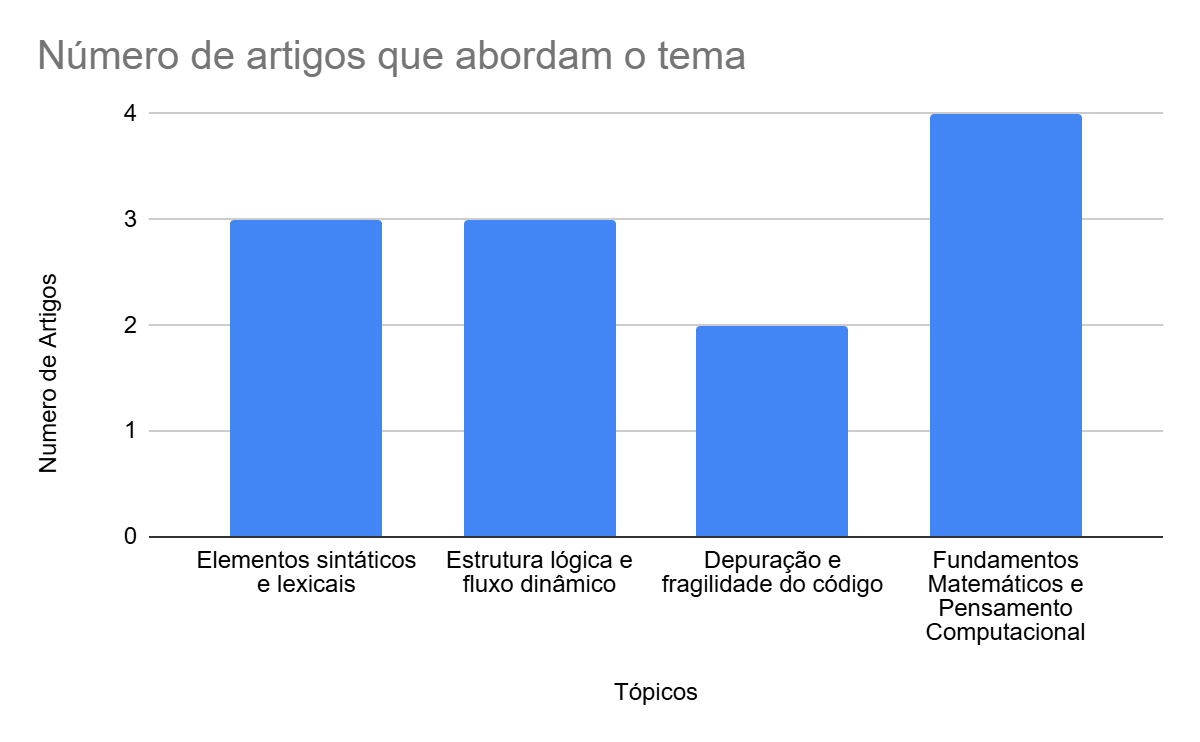 Número de artigos que abordam o tema
4
3
2
1
0
Numero de Artigos
Elementos sintáticos
e lexicais
Estrutura lógica e
fluxo dinâmico
Depuração e
fragilidade do código
Fundamentos
Matemáticos e
Pensamento
Computacional
Tópicos